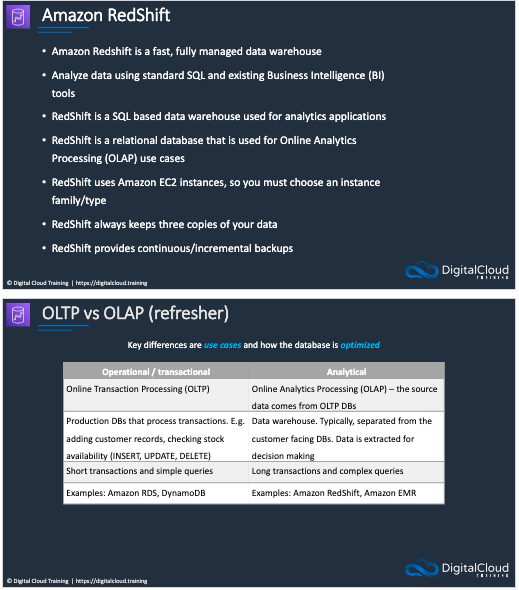 Amazon RedShift
• Amazon Redshift is a fast, fully managed data warehouse
• Analyze data using standard SQL and existing Business Intelligence (BI)
tools
• RedShift is a SQL based data warehouse used for analytics applications
• RedShift is a relational database that is used for Online Analytics
Processing (OLAP) use cases
• RedShift uses Amazon EC2 instances, so you must choose an instance
family/type
• RedShift always keeps three copies of your data
• RedShift provides continuous/incremental backups
© Digital Cloud Training | https://digitalcloud.training
DigitalCloud
TRAINING
OLTP vs OLAP (refresher)
Key differences are use cases and how the database is optimized
Operational / transactional
Analytical
Online Transaction Processing (OLTP)
Online Analytics Processing (OLAP) – the source
data comes from OLTP DBs
Production DBs that process transactions. E.g.
adding customer records, checking stock
availability (INSERT, UPDATE, DELETE)
Data warehouse. Typically, separated from the
customer facing DBs. Data is extracted for
decision making
Short transactions and simple queries
Long transactions and complex queries
Examples: Amazon RDS, DynamoDB
Examples: Amazon RedShift, Amazon EMR
© Digital Cloud Training | https://digitalcloud.training
DigitalCloud
TRAINING